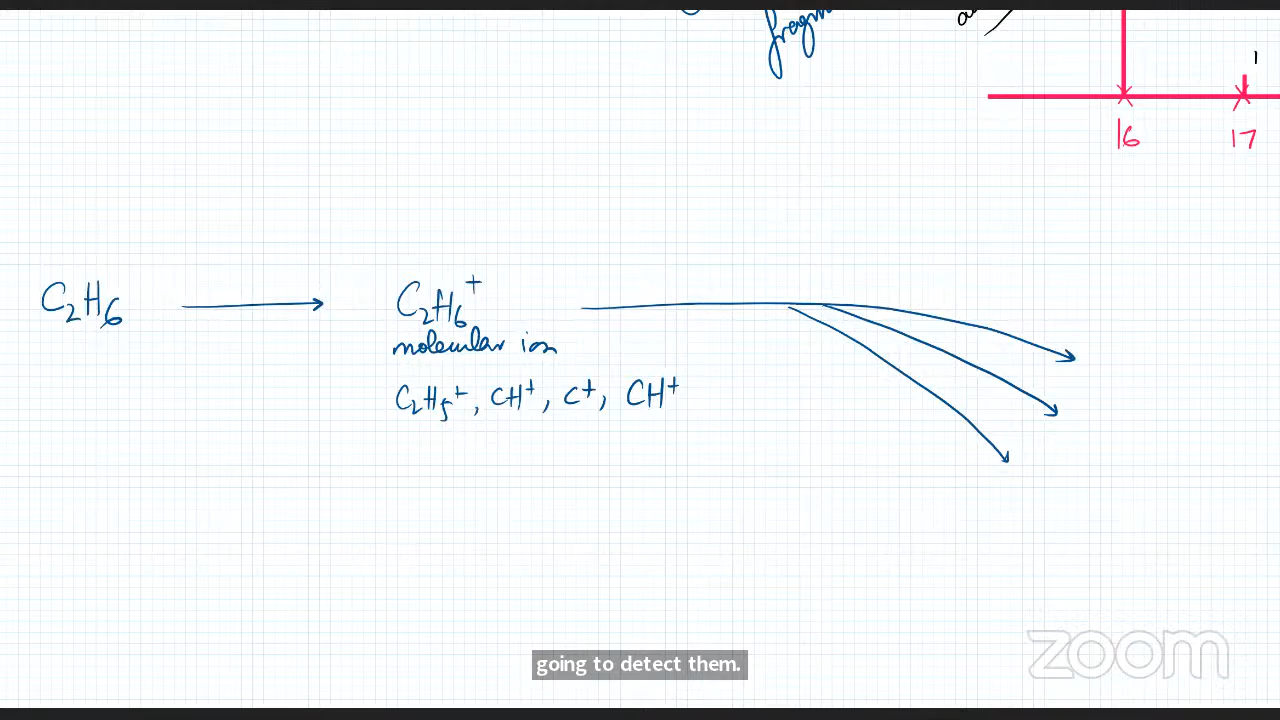 16 17
C₂H₆ C₂H₆⁺
molecular ion
C₂H₅⁺, CH⁺, C⁺, CH⁺
going to detect them.
zoom